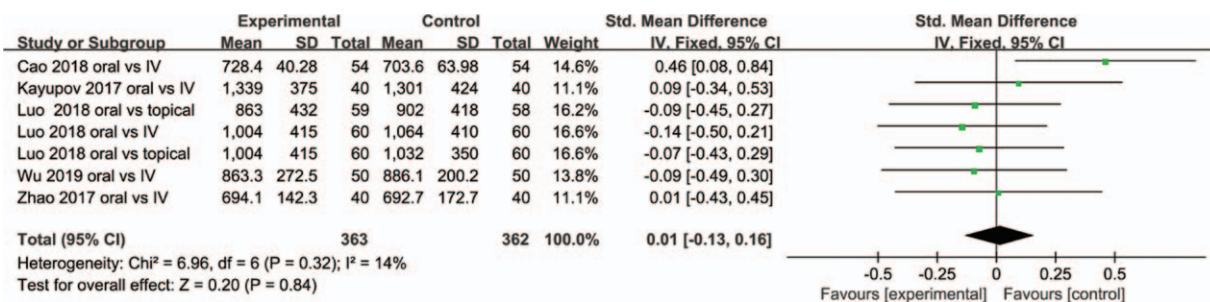 Experimental Control Std. Mean Difference Std. Mean Difference
Study or Subgroup Mean SD Total Mean SD Total Weight IV, Fixed, 95% CI IV, Fixed, 95% CI
Cao 2018 oral vs IV 728.4 40.28 54 703.6 63.98 54 14.6% 0.46 [0.08, 0.84]
Kayupov 2017 oral vs IV 1,339 375 40 1,301 424 40 11.1% 0.09 [-0.34, 0.53]
Luo 2018 oral vs topical 863 432 59 902 418 58 16.2% -0.09 [-0.45, 0.27]
Luo 2018 oral vs IV 1,004 415 60 1,064 410 60 16.6% -0.14 [-0.50, 0.21]
Luo 2018 oral vs topical 1,004 415 60 1,032 350 60 16.6% -0.07 [-0.43, 0.29]
Wu 2019 oral vs IV 863.3 272.5 50 886.1 200.2 50 13.8% -0.09 [-0.49, 0.30]
Zhao 2017 oral vs IV 694.1 142.3 40 692.7 172.7 40 11.1% 0.01 [-0.43, 0.45]
Total (95% CI) 363 362 100.0% 0.01 [-0.13, 0.16]
Heterogeneity: Chi² = 6.96, df = 6 (P = 0.32); I² = 14%
Test for overall effect: Z = 0.20 (P = 0.84)
-0.5 -0.25 0 0.25 0.5
Favours [experimental] Favours [control]